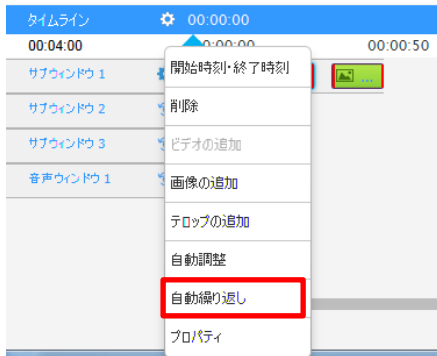 タイムライン 00:00:00
00:04:00 0:00:00 00:00:50
サブウィンドウ 1
サブウィンドウ 2
サブウィンドウ 3
音声ウィンドウ 1
開始時刻・終了時刻
削除
ビデオの追加
画像の追加
テロップの追加
自動調整
自動繰り返し
プロパティ
...